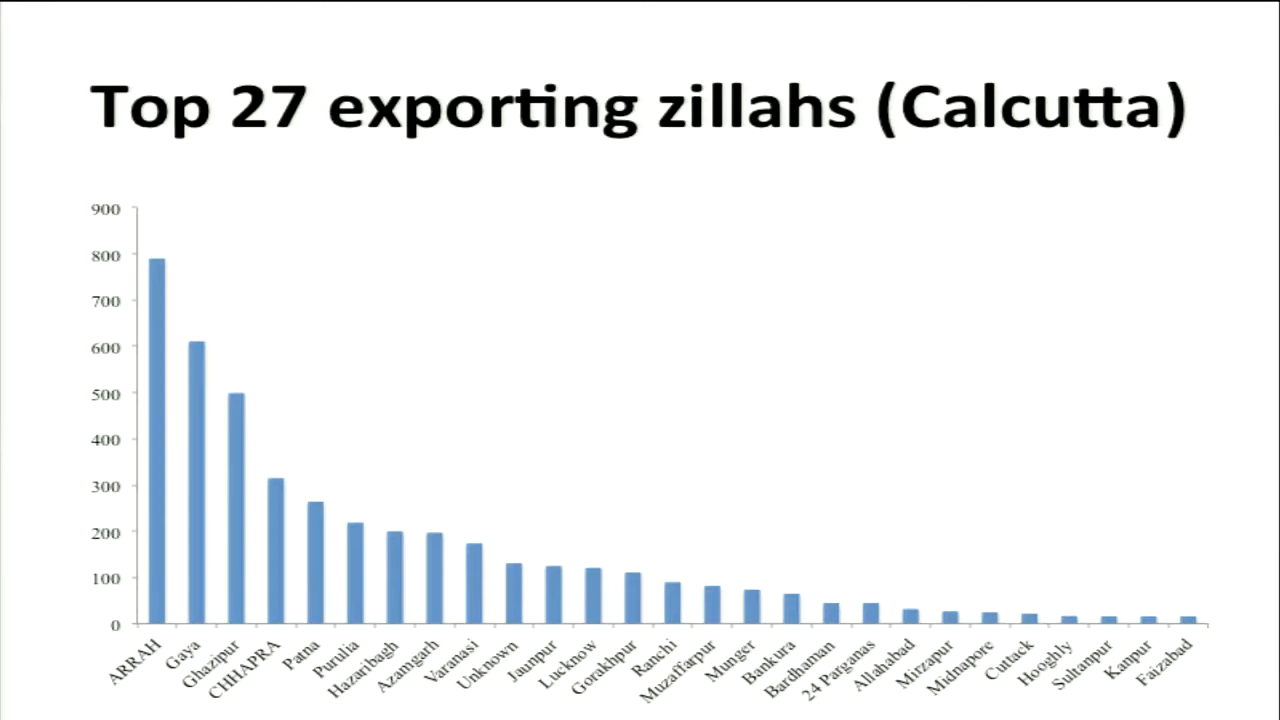 Top 27 exporting zillahs (Calcutta)
900
800
700
600
500
400
300
200
100
0
ARRAH
Gaya
Ghazipur
CHHAPRA
Patna
Purulia
Hazaribagh
Azamgarh
Varanasi
Unknown
Jaunpur
Lucknow
Gorakhpur
Ranchi
Muzaffarpur
Munger
Bankura
Bardhaman
24 Parganas
Allahabad
Mirzapur
Midnapore
Cuttack
Hooghly
Sultanpur
Kanpur
Faizabad